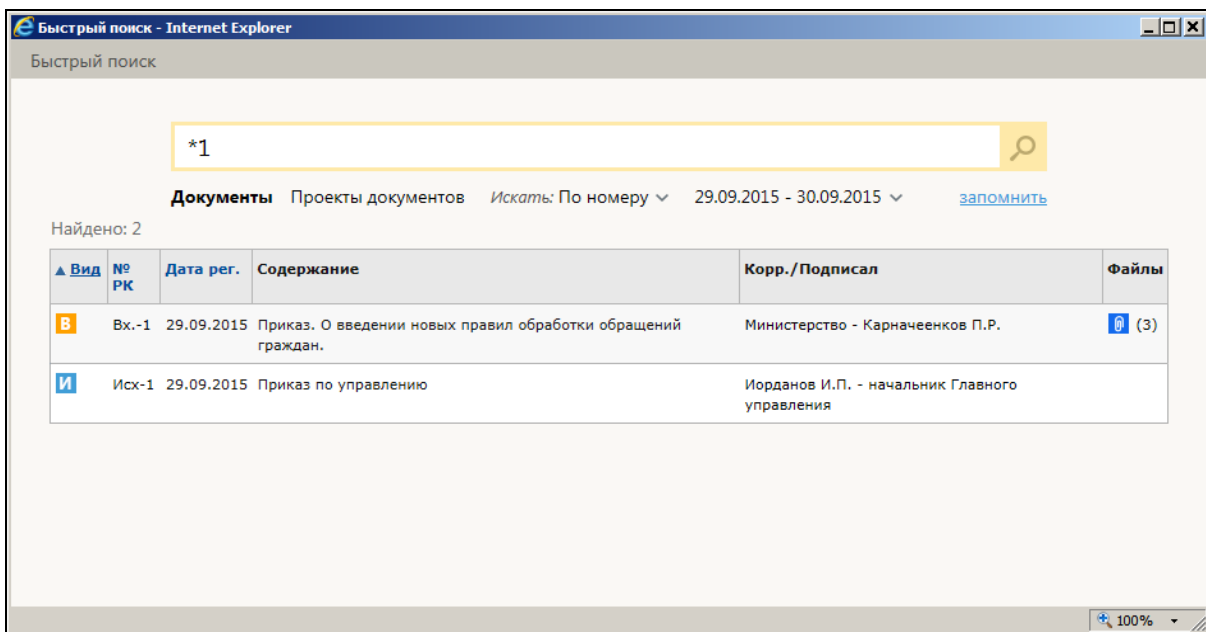 Быстрый поиск - Internet Explorer
Быстрый поиск
*1
Документы Проекты документов Искать: По номеру 29.09.2015 - 30.09.2015 запомнить
Найдено: 2
▲ Вид № Дата рег. Содержание Корр./Подписал Файлы
РК
В Вх.-1 29.09.2015 Приказ. О введении новых правил обработки обращений Министерство - Карначеенков П.Р. (3)
граждан.
И Исх-1 29.09.2015 Приказ по управлению Иорданов И.П. - начальник Главного
управления
100%